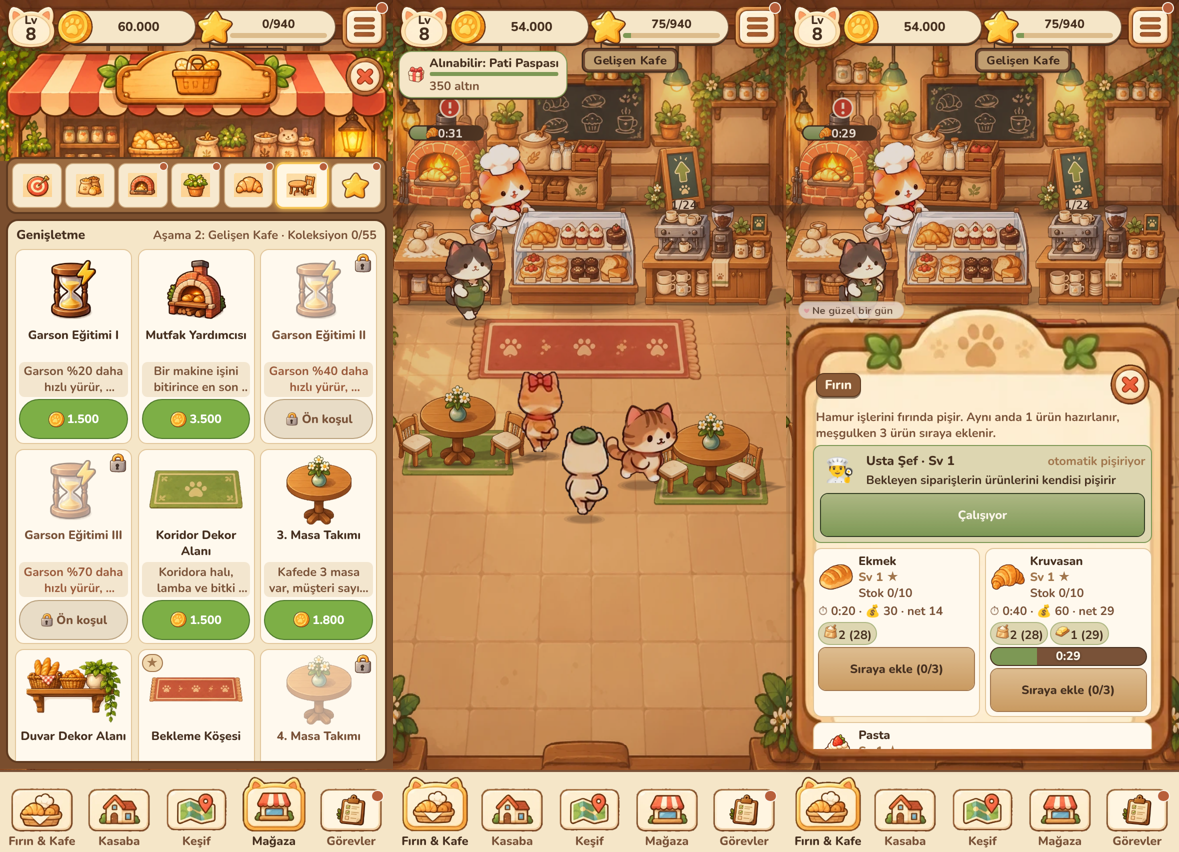 Lv
8
60.000
0/940
Genişletme
Aşama 2: Gelişen Kafe · Koleksiyon 0/55
Garson Eğitimi I
Garson %20 daha
hızlı yürür, ...
1.500
Mutfak Yardımcısı
Bir makine işini
bitirince en son ..
3.500
Garson Eğitimi II
Garson %40 daha
hızlı yürür, ...
Ön koşul
Garson Eğitimi III
Garson %70 daha
hızlı yürür, ...
Ön koşul
Koridor Dekor
Alanı
Koridora halı,
lamba ve bitki ...
1.500
3. Masa Takımı
Kafede 3 masa
var, müşteri sayı...
1.800
Duvar Dekor Alanı
Bekleme Köşesi
4. Masa Takımı
Fırın & Kafe
Kasaba
Keşif
Mağaza
Görevler
Lv
8
54.000
75/940
Gelişen Kafe
Alınabilir: Pati Paspası
350 altın
0:31
1/24
Fırın & Kafe
Kasaba
Keşif
Mağaza
Görevler
Lv
8
54.000
75/940
Gelişen Kafe
0:29
1/24
Ne güzel bir gün
Fırın
Hamur işlerini fırında pişir. Aynı anda 1 ürün hazırlanır,
meşgulken 3 ürün sıraya eklenir.
Usta Şef · Sv 1
otomatik pişiriyor
Bekleyen siparişlerin ürünlerini kendisi pişirir
Çalışıyor
Ekmek
Sv 1 ★
Stok 0/10
0:20 · 30 · net 14
2 (28)
Sıraya ekle (0/3)
Kruvasan
Sv 1 ★
Stok 0/10
0:40 · 60 · net 29
2 (28)
1 (29)
0:29
Sıraya ekle (0/3)
Pasta
Fırın & Kafe
Kasaba
Keşif
Mağaza
Görevler